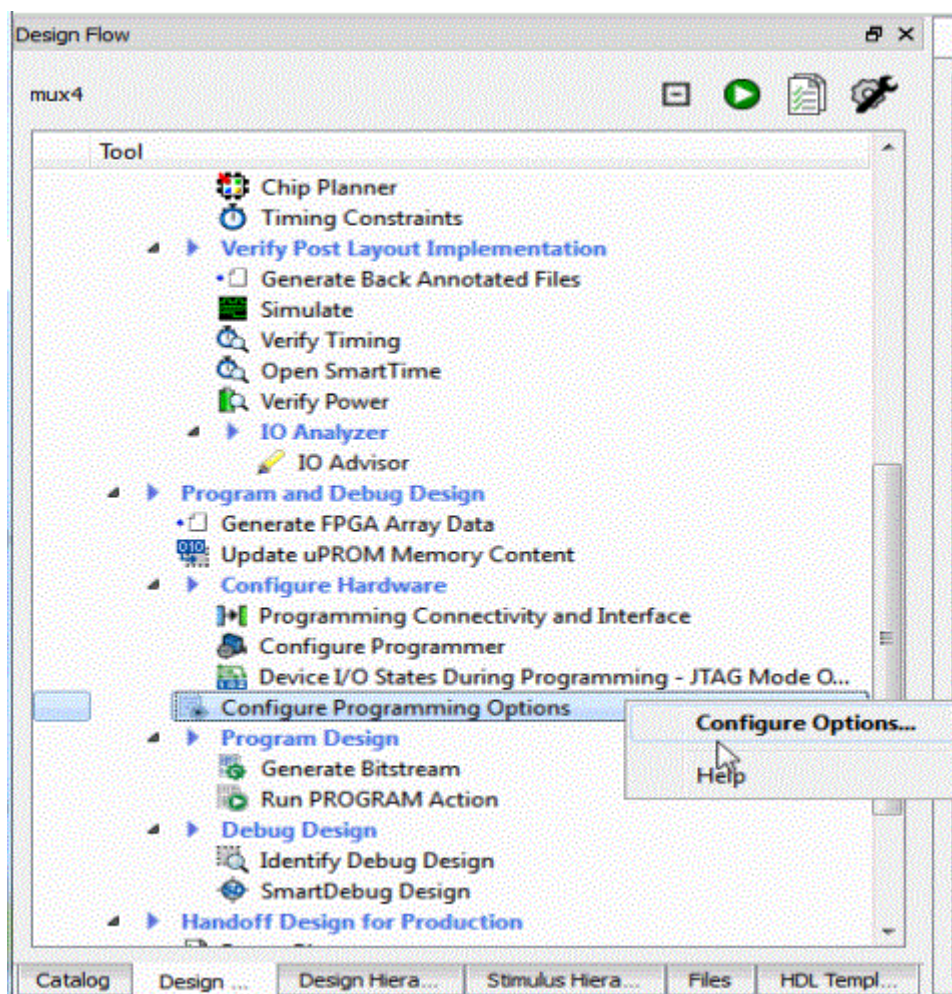 Design Flow
mux4
Tool
Chip Planner
Timing Constraints
Verify Post Layout Implementation
Generate Back Annotated Files
Simulate
Verify Timing
Open SmartTime
Verify Power
IO Analyzer
IO Advisor
Program and Debug Design
Generate FPGA Array Data
Update uPROM Memory Content
Configure Hardware
Programming Connectivity and Interface
Configure Programmer
Device I/O States During Programming - JTAG Mode O...
Configure Programming Options
Configure Options...
Help
Program Design
Generate Bitstream
Run PROGRAM Action
Debug Design
Identify Debug Design
SmartDebug Design
Handoff Design for Production
Catalog
Design ...
Design Hiera...
Stimulus Hiera...
Files
HDL Templ...